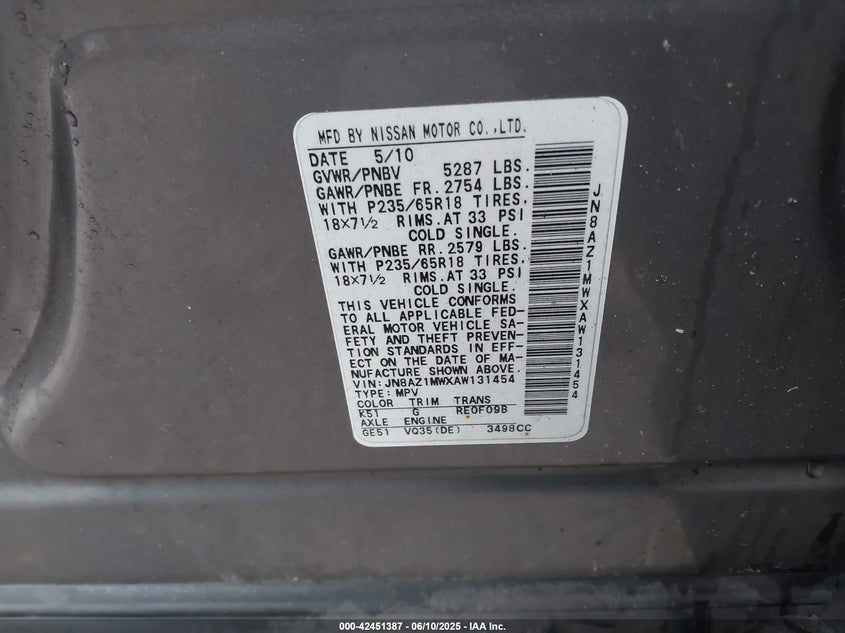 MFD BY NISSAN MOTOR CO.,LTD.
DATE 5/10
GVWR/PNBV 5287 LBS.
GAWR/PNBE FR. 2754 LBS.
WITH P235/65R18 TIRES,
18X7½ RIMS. AT 33 PSI
COLD SINGLE.
GAWR/PNBE RR. 2579 LBS.
WITH P235/65R18 TIRES,
18X7½ RIMS. AT 33 PSI
COLD SINGLE.
THIS VEHICLE CONFORMS
TO ALL APPLICABLE FED-
ERAL MOTOR VEHICLE SA-
FETY AND THEFT PREVEN-
TION STANDARDS IN EFF-
ECT ON THE DATE OF MA-
NUFACTURE SHOWN ABOVE.
VIN:JN8AZ1MWXAW131454
TYPE: MPV
COLOR TRIM TRANS
K51 G RE0F09B
AXLE ENGINE
GE51 VQ35(DE) 3498CC
JN8AZ1MWXAW131454
000-42451387 - 06/10/2025 - IAA Inc.